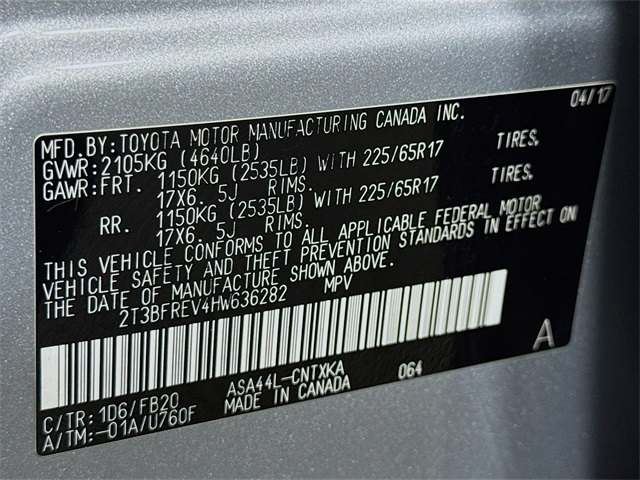 04/17
MFD.BY:TOYOTA MOTOR MANUFACTURING CANADA INC.
GVWR:2105KG (4640LB)
GAWR:FRT. 1150KG (2535LB) WITH 225/65R17 TIRES,
17X6. 5J RIMS.
RR. 1150KG (2535LB) WITH 225/65R17 TIRES,
17X6. 5J RIMS.
THIS VEHICLE CONFORMS TO ALL APPLICABLE FEDERAL MOTOR
VEHICLE SAFETY AND THEFT PREVENTION STANDARDS IN EFFECT ON
THE DATE OF MANUFACTURE SHOWN ABOVE.
2T3BFREV4HW636282 MPV
A
C/TR:1D6/FB20 ASA44L-CNTXKA 064
A/TM:-01A/U760F MADE IN CANADA